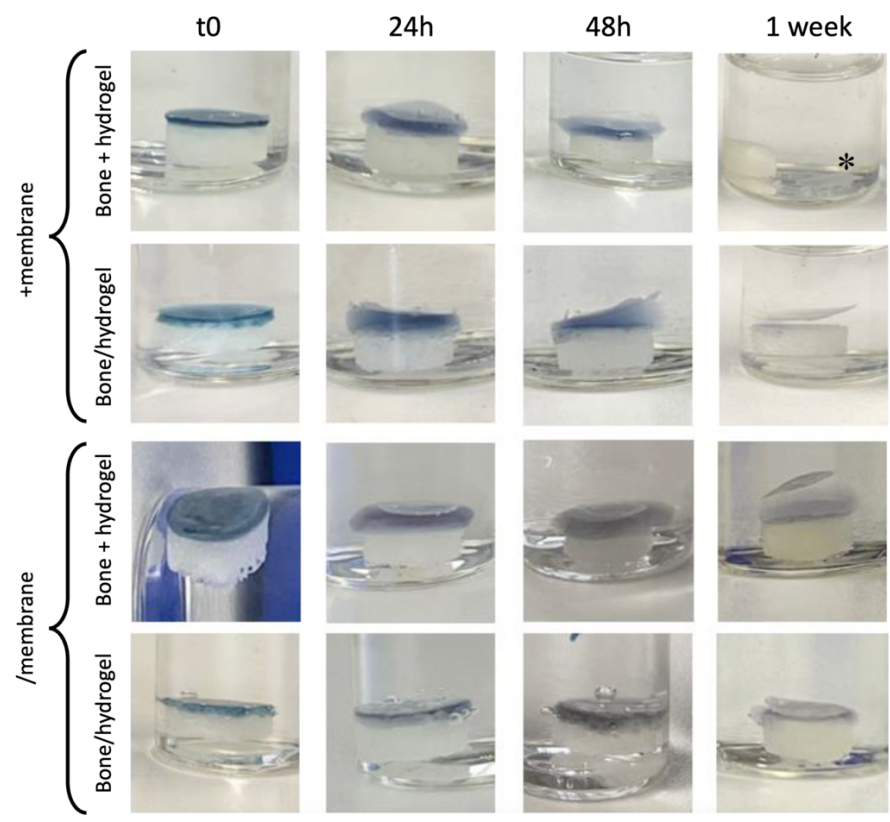 t0 24h 48h 1 week
+membrane
Bone + hydrogel
*
Bone/hydrogel
/membrane
Bone + hydrogel
Bone/hydrogel